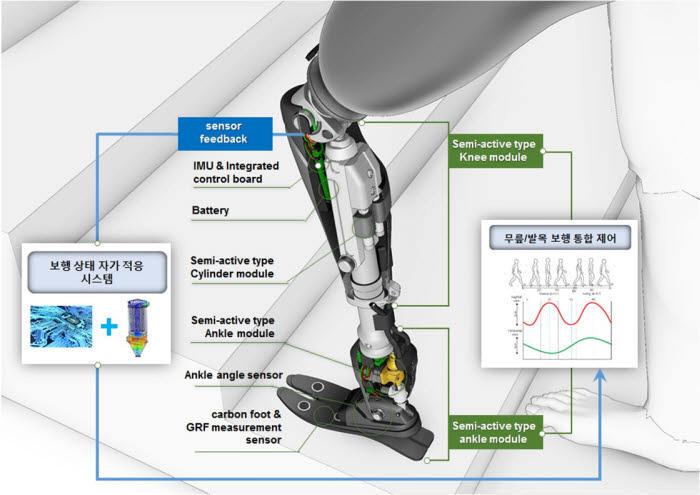 sensor
feedback
IMU & Integrated
control board
Battery
Semi-active type
Cylinder module
Semi-active type
Ankle module
Ankle angle sensor
carbon foot &
GRF measurement
sensor
Semi-active type
Knee module
Semi-active type
ankle module
보행 상태 자가 적응
시스템
무릎/발목 보행 통합 제어